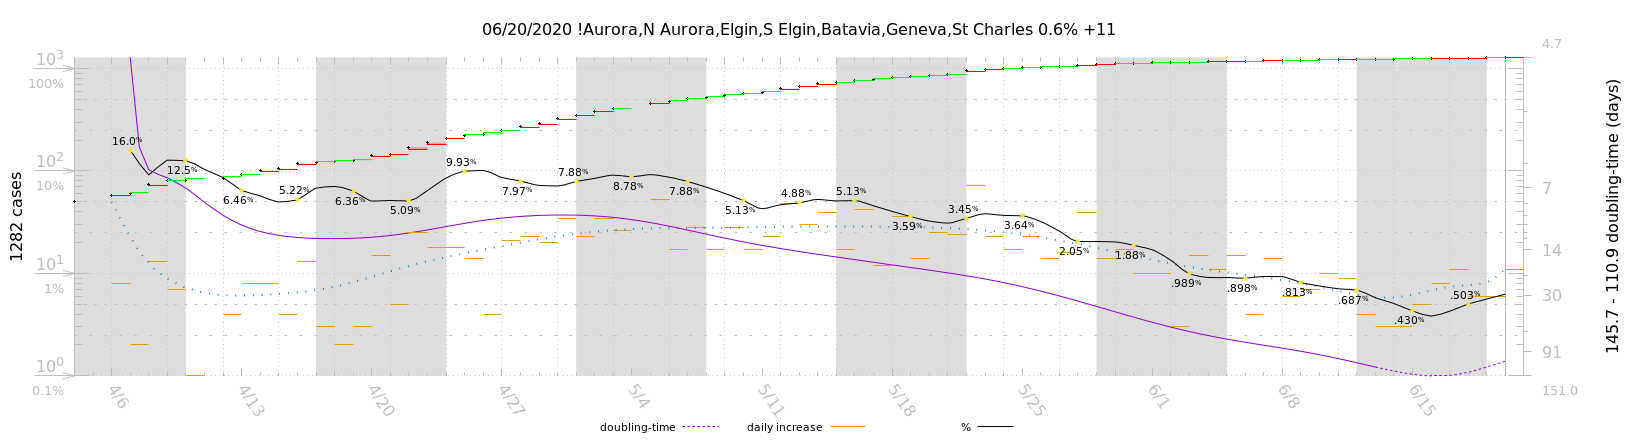 06/20/2020 !Aurora,N Aurora,Elgin,S Elgin,Batavia,Geneva,St Charles 0.6% +11
10³ 4.7
100%
16.0%
9.93%
10² 12.5% 7.88%
10% 5.22% 7.97% 8.78% 7.88% 4.88% 5.13% 7
6.46% 6.36% 5.09% 5.13% 3.45%
3.59% 3.64%
1282 cases
145.7 - 110.9 doubling-time (days)
2.05% 1.88% 14
10¹
1% .989% .898% .813% .687% .503% 30
.430%
10⁰ 91
0.1% 151.0
4/6 4/13 4/20 4/27 5/4 5/11 5/18 5/25 6/1 6/8 6/15
doubling-time daily increase %